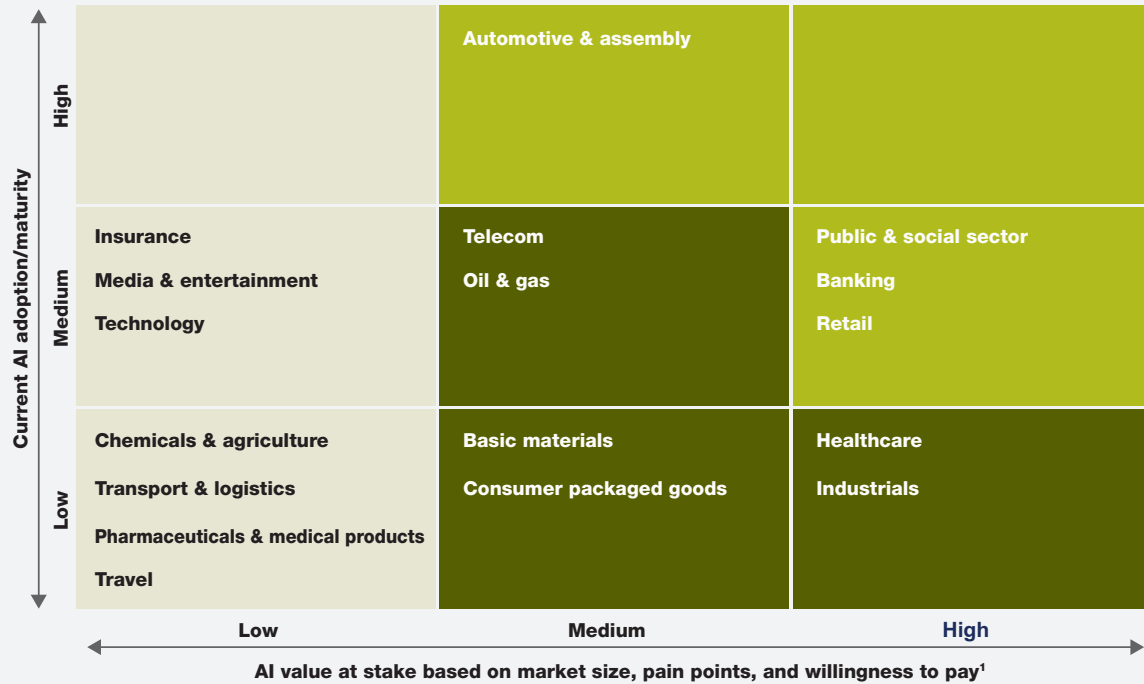 Current AI adoption/maturity
High
Automotive & assembly
Medium
Insurance
Media & entertainment
Technology
Telecom
Oil & gas
Public & social sector
Banking
Retail
Low
Chemicals & agriculture
Transport & logistics
Pharmaceuticals & medical products
Travel
Basic materials
Consumer packaged goods
Healthcare
Industrials
Low
Medium
High
AI value at stake based on market size, pain points, and willingness to pay¹